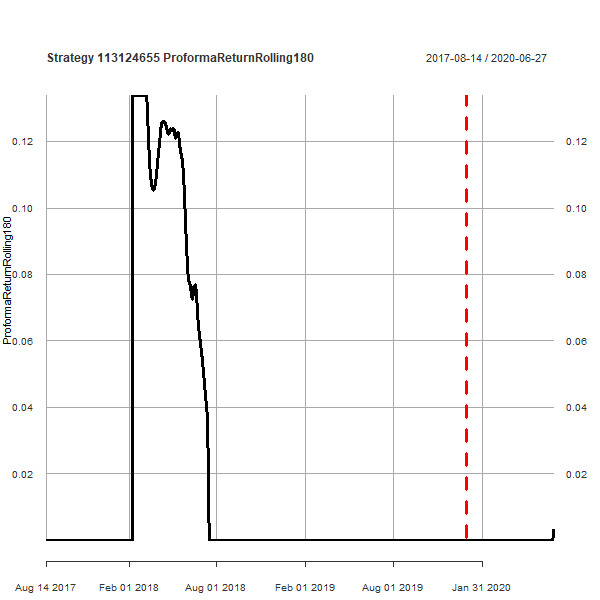 Strategy 113124655 ProformaReturnRolling180 2017-08-14 / 2020-06-27
ProformaReturnRolling180
0.12 0.12
0.10 0.10
0.08 0.08
0.06 0.06
0.04 0.04
0.02 0.02
Aug 14 2017 Feb 01 2018 Aug 01 2018 Feb 01 2019 Aug 01 2019 Jan 31 2020